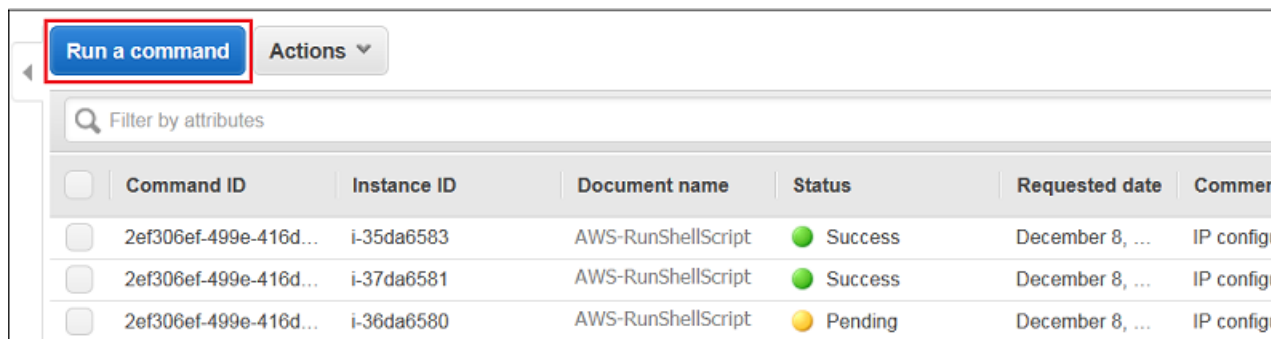 Run a command Actions
Filter by attributes
Command ID Instance ID Document name Status Requested date Commen
2ef306ef-499e-416d... i-35da6583 AWS-RunShellScript Success December 8, ... IP config
2ef306ef-499e-416d... i-37da6581 AWS-RunShellScript Success December 8, ... IP config
2ef306ef-499e-416d... i-36da6580 AWS-RunShellScript Pending December 8, ... IP config